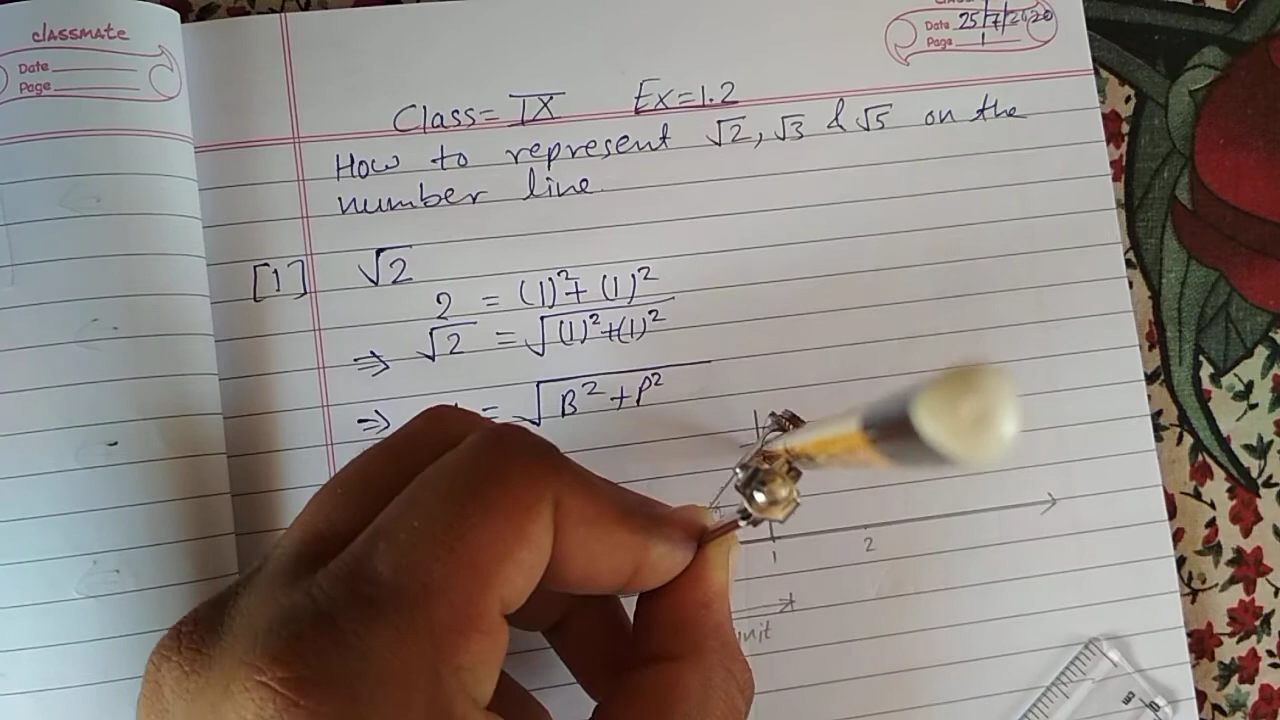 classmate
Date
Page
Date 25/7/2020
Page 1
Class = IX Ex = 1.2
How to represent √2, √3 & √5 on the
number line.
[1] √2
2 = (1)² + (1)²
⇒ √2 = √(1)²+(1)²
⇒ = √B²+P²
1 2
unit
cm